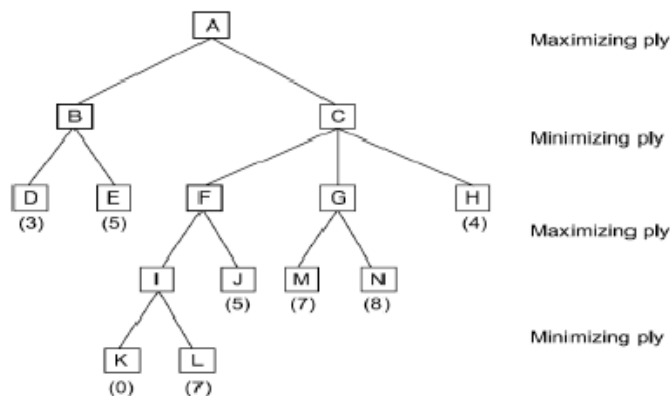 A
Maximizing ply
B
C
Minimizing ply
D
E
F
G
H
(3)
(5)
(4)
Maximizing ply
I
J
M
N
(5)
(7)
(8)
Minimizing ply
K
L
(0)
(7)